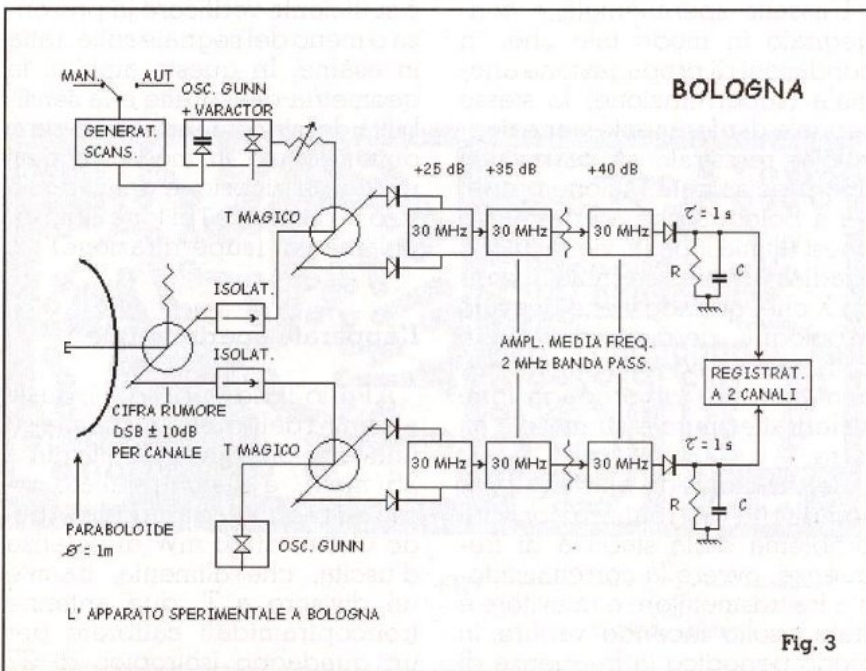 MAN.
AUT
OSC. GUNN
+ VARACTOR
BOLOGNA
GENERAT.
SCANS.
+25 dB
+35 dB
+40 dB
T MAGICO
30 MHz
30 MHz
30 MHz
τ = 1 s
R
C
ISOLAT.
ISOLAT.
AMPL. MEDIA FREQ.
2 MHz BANDA PASS.
REGISTRAT.
A 2 CANALI
CIFRA RUMORE
DSB ± 10dB
PER CANALE
T MAGICO
30 MHz
30 MHz
30 MHz
τ = 1 s
R
C
PARABOLOIDE
ø = 1m
OSC. GUNN
L' APPARATO SPERIMENTALE A BOLOGNA
Fig. 3